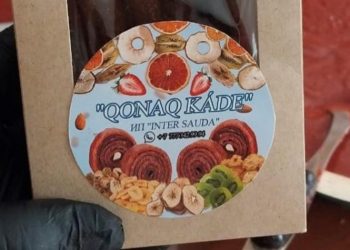 "QONAQ KÁDE"
ИП "INTER SAUDA"